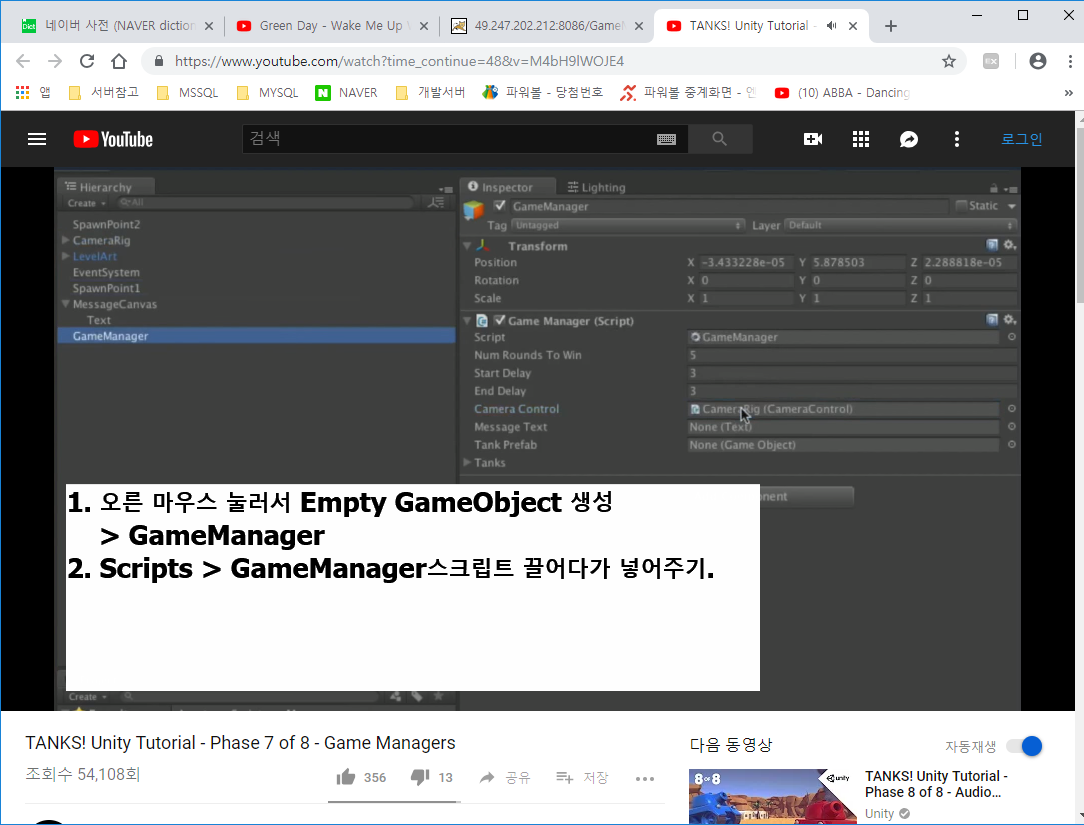 네이버 사전 (NAVER diction
Green Day - Wake Me Up W
49.247.202.212:8086/GameM
TANKS! Unity Tutorial -
https://www.youtube.com/watch?time_continue=48&v=M4bH9lWOJE4
앱 서버참고 MSSQL MYSQL NAVER 개발서버 파워볼 - 당첨번호 파워볼 중계화면 - 엔 (10) ABBA - Dancing »
YouTube
검색
로그인
Hierarchy
Create
All
SpawnPoint2
CameraRig
LevelArt
EventSystem
SpawnPoint1
MessageCanvas
Text
GameManager
Inspector Lighting
GameManager Static
Tag Untagged Layer Default
Transform
Position X -3.433228e-05 Y 5.878503 Z 2.288818e-05
Rotation X 0 Y 0 Z 0
Scale X 1 Y 1 Z 1
Game Manager (Script)
Script GameManager
Num Rounds To Win 5
Start Delay 3
End Delay 3
Camera Control CameraRig (CameraControl)
Message Text None (Text)
Tank Prefab None (Game Object)
Tanks
1. 오른 마우스 눌러서 Empty GameObject 생성
> GameManager
2. Scripts > GameManager스크립트 끌어다가 넣어주기.
Create
TANKS! Unity Tutorial - Phase 7 of 8 - Game Managers
조회수 54,108회
356 13 공유 저장
다음 동영상
자동재생
8 OF 8
unity
TANKS! Unity Tutorial -
Phase 8 of 8 - Audio...
Unity